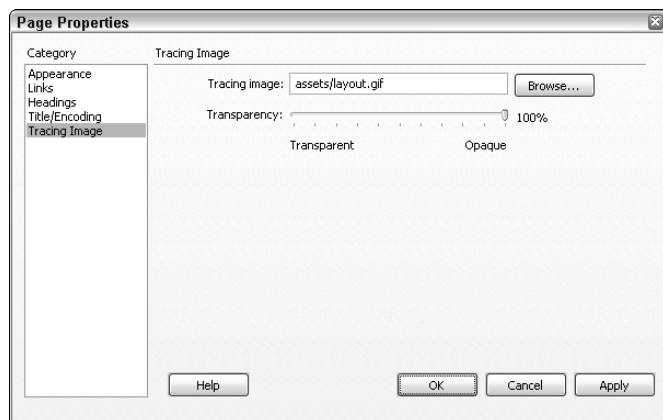 Page Properties
Category
Tracing Image
Appearance
Links
Headings
Title/Encoding
Tracing Image
Tracing image: assets/layout.gif Browse...
Transparency: 100%
Transparent Opaque
Help OK Cancel Apply